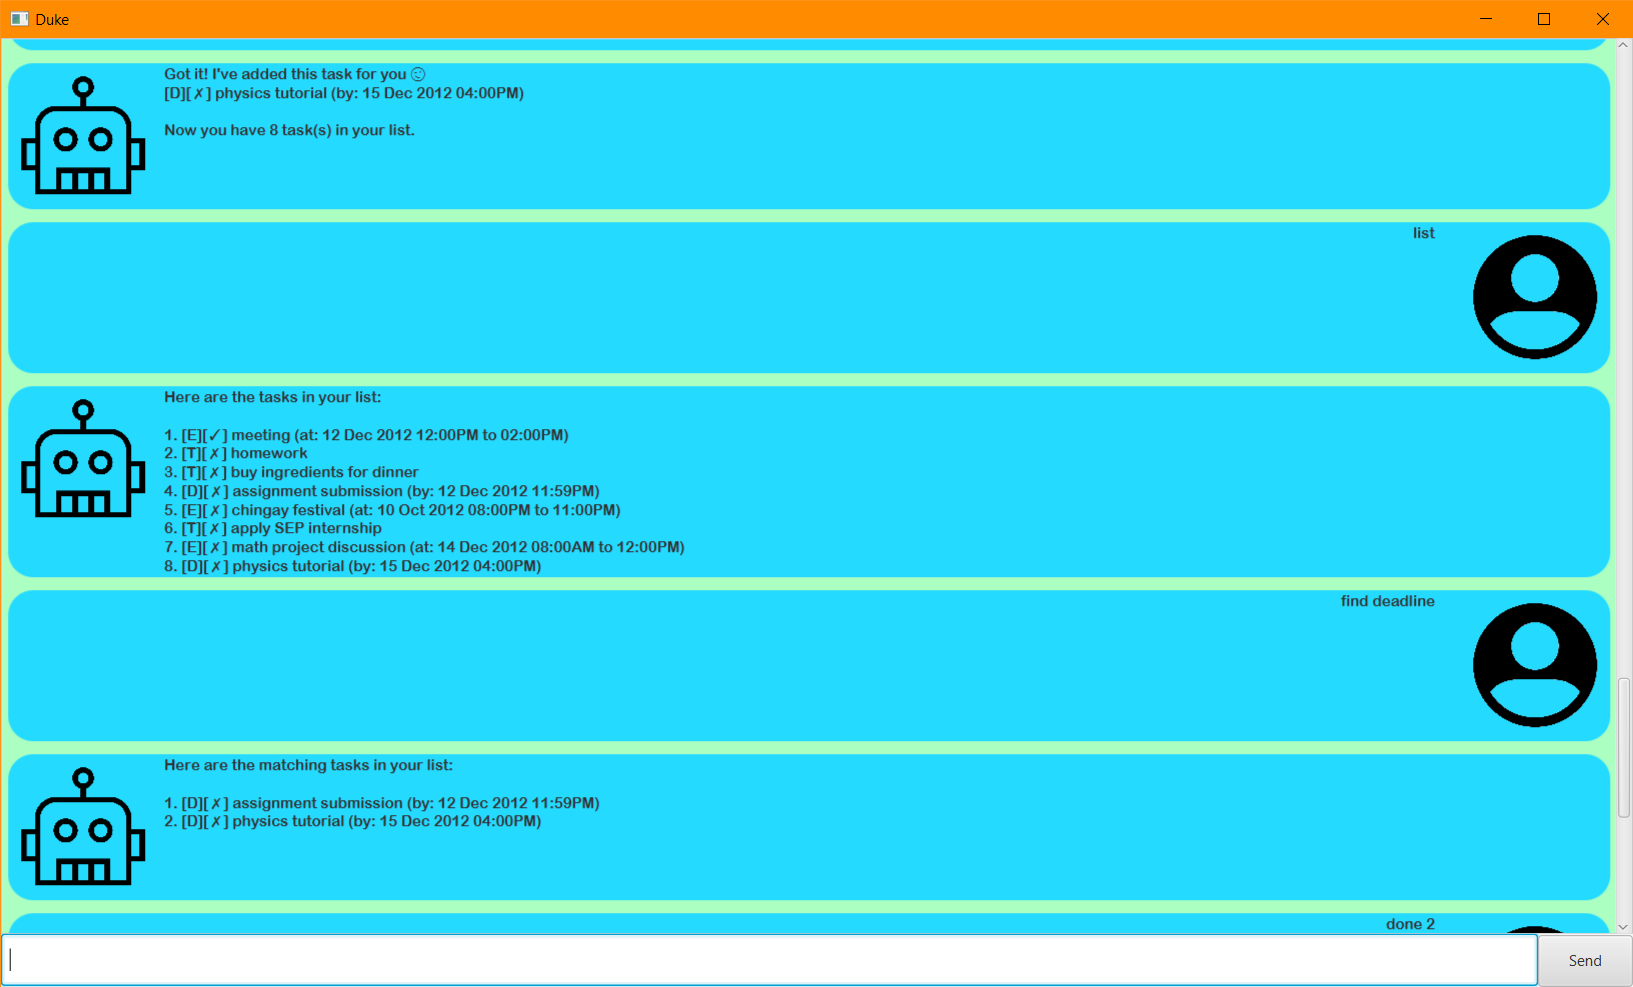 Duke
Got it! I've added this task for you ☺
[D][✗] physics tutorial (by: 15 Dec 2012 04:00PM)
Now you have 8 task(s) in your list.
list
Here are the tasks in your list:
1. [E][✓] meeting (at: 12 Dec 2012 12:00PM to 02:00PM)
2. [T][✗] homework
3. [T][✗] buy ingredients for dinner
4. [D][✗] assignment submission (by: 12 Dec 2012 11:59PM)
5. [E][✗] chingay festival (at: 10 Oct 2012 08:00PM to 11:00PM)
6. [T][✗] apply SEP internship
7. [E][✗] math project discussion (at: 14 Dec 2012 08:00AM to 12:00PM)
8. [D][✗] physics tutorial (by: 15 Dec 2012 04:00PM)
find deadline
Here are the matching tasks in your list:
1. [D][✗] assignment submission (by: 12 Dec 2012 11:59PM)
2. [D][✗] physics tutorial (by: 15 Dec 2012 04:00PM)
done 2
Send